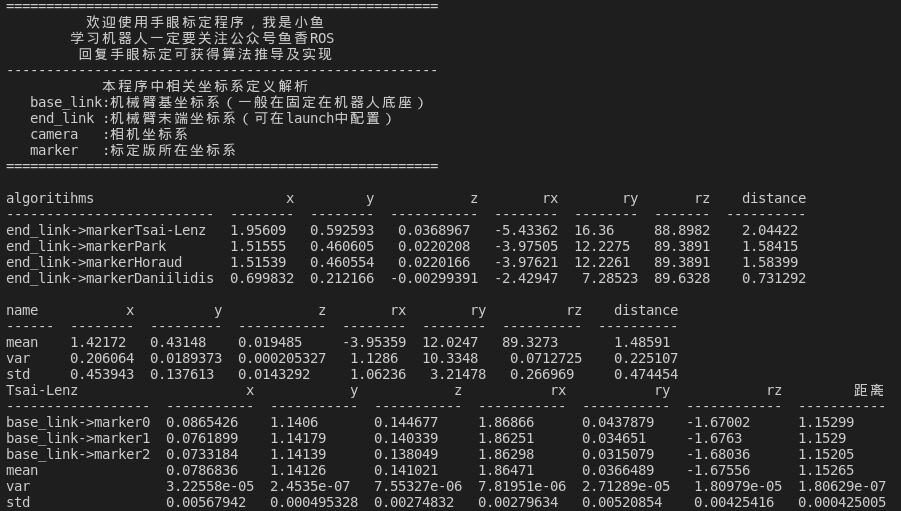 ======================================================
欢迎使用手眼标定程序，我是小鱼
学习机器人一定要关注公众号鱼香ROS
回复手眼标定可获得算法推导及实现
------------------------------------------------------
本程序中相关坐标系定义解析
base_link:机械臂基坐标系（一般在固定在机器人底座）
end_link :机械臂末端坐标系（可在launch中配置）
camera   :相机坐标系
marker   :标定版所在坐标系
======================================================
algoritihms                        x         y            z        rx        ry       rz    distance
--------------------------  --------  --------  -----------  --------  --------  -------  ----------
end_link->markerTsai-Lenz   1.95609   0.592593   0.0368967   -5.43362  16.36     88.8982    2.04422
end_link->markerPark        1.51555   0.460605   0.0220208   -3.97505  12.2275   89.3891    1.58415
end_link->markerHoraud      1.51539   0.460554   0.0220166   -3.97621  12.2261   89.3891    1.58399
end_link->markerDaniilidis  0.699832  0.212166  -0.00299391  -2.42947   7.28523  89.6328    0.731292
name           x          y            z        rx        ry          rz    distance
------  --------  ---------  -----------  --------  --------  ----------  ----------
mean    1.42172   0.43148    0.019485     -3.95359  12.0247   89.3273       1.48591
var     0.206064  0.0189373  0.000205327   1.1286   10.3348    0.0712725    0.225107
std     0.453943  0.137613   0.0143292     1.06236   3.21478   0.266969     0.474454
Tsai-Lenz                     x            y            z           rx           ry            rz         距离
------------------  -----------  -----------  -----------  -----------  -----------  ------------  -----------
base_link->marker0  0.0865426    1.1406       0.144677     1.86866      0.0437879    -1.67002      1.15299
base_link->marker1  0.0761899    1.14179      0.140339     1.86251      0.034651     -1.6763       1.1529
base_link->marker2  0.0733184    1.14139      0.138049     1.86298      0.0315079    -1.68036      1.15205
mean                0.0786836    1.14126      0.141021     1.86471      0.0366489    -1.67556      1.15265
var                 3.22558e-05  2.4535e-07   7.55327e-06  7.81951e-06  2.71289e-05   1.80979e-05  1.80629e-07
std                 0.00567942   0.000495328  0.00274832   0.00279634   0.00520854    0.00425416   0.000425005